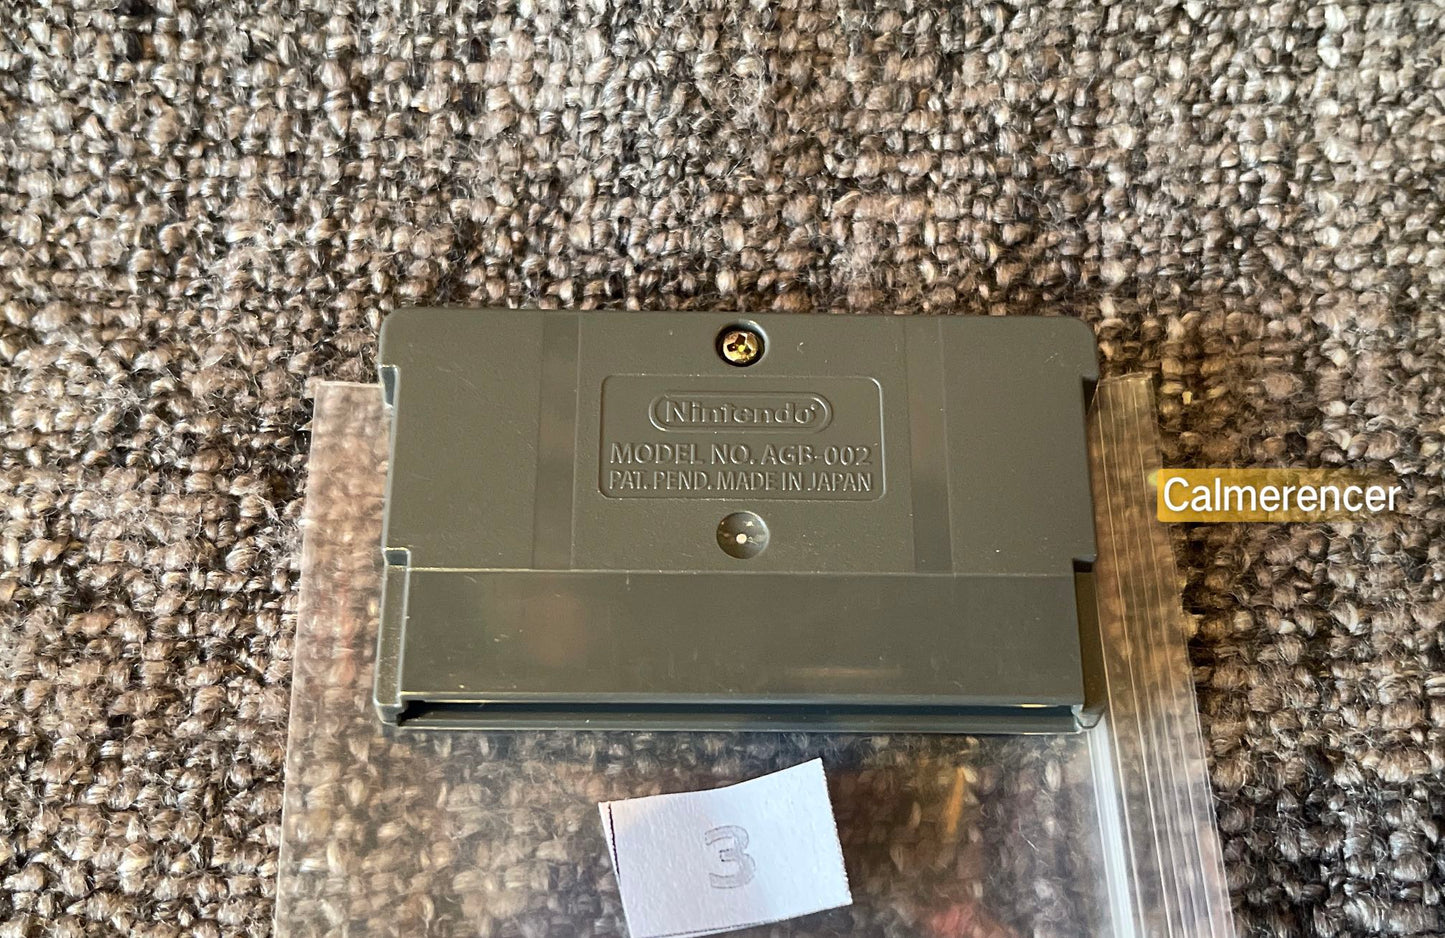 Nintendo®
MODEL NO. AGB-002
PAT. PEND. MADE IN JAPAN
Calmerencer
3